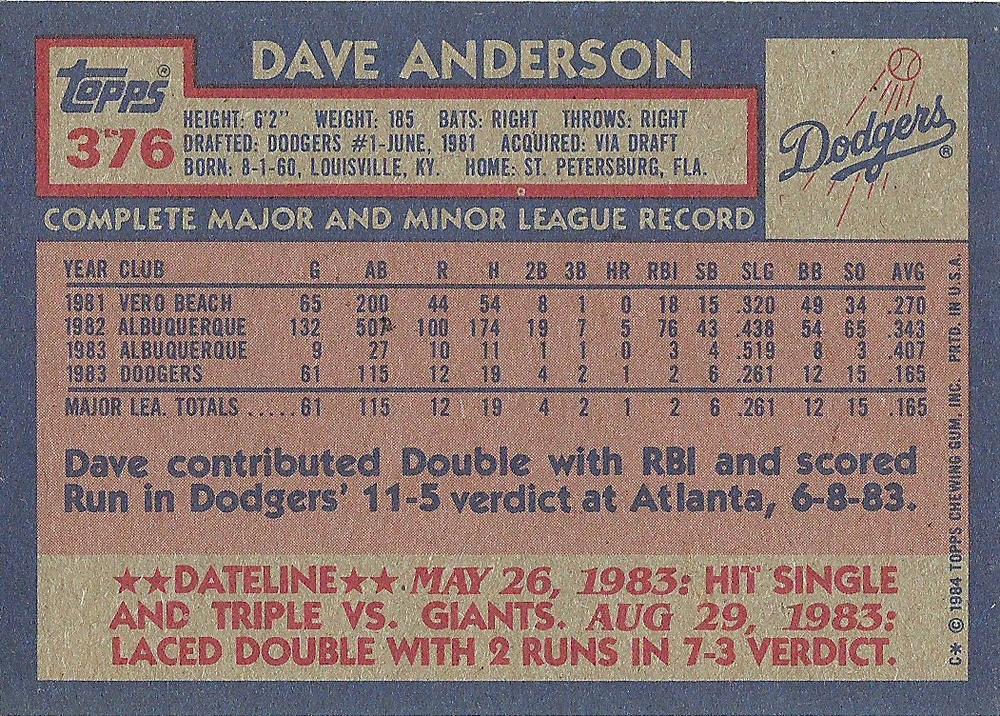 DAVE ANDERSON
Topps®
376
HEIGHT: 6'2" WEIGHT: 185 BATS: RIGHT THROWS: RIGHT
DRAFTED: DODGERS #1-JUNE, 1981 ACQUIRED: VIA DRAFT
BORN: 8-1-60, LOUISVILLE, KY. HOME: ST. PETERSBURG, FLA.
Dodgers®
COMPLETE MAJOR AND MINOR LEAGUE RECORD
YEAR CLUB G AB R H 2B 3B HR RBI SB SLG BB SO AVG
1981 VERO BEACH 65 200 44 54 8 1 0 18 15 .320 49 34 .270
1982 ALBUQUERQUE 132 507 100 174 19 7 5 76 43 .438 54 65 .343
1983 ALBUQUERQUE 9 27 10 11 1 1 0 3 4 .519 8 3 .407
1983 DODGERS 61 115 12 19 4 2 1 2 6 .261 12 15 .165
MAJOR LEA. TOTALS .....61 115 12 19 4 2 1 2 6 .261 12 15 .165
Dave contributed Double with RBI and scored
Run in Dodgers' 11-5 verdict at Atlanta, 6-8-83.
★★DATELINE★★ MAY 26, 1983: HIT SINGLE
AND TRIPLE VS. GIANTS. AUG 29, 1983:
LACED DOUBLE WITH 2 RUNS IN 7-3 VERDICT.
C* © 1984 TOPPS CHEWING GUM, INC. PRTD. IN U.S.A.